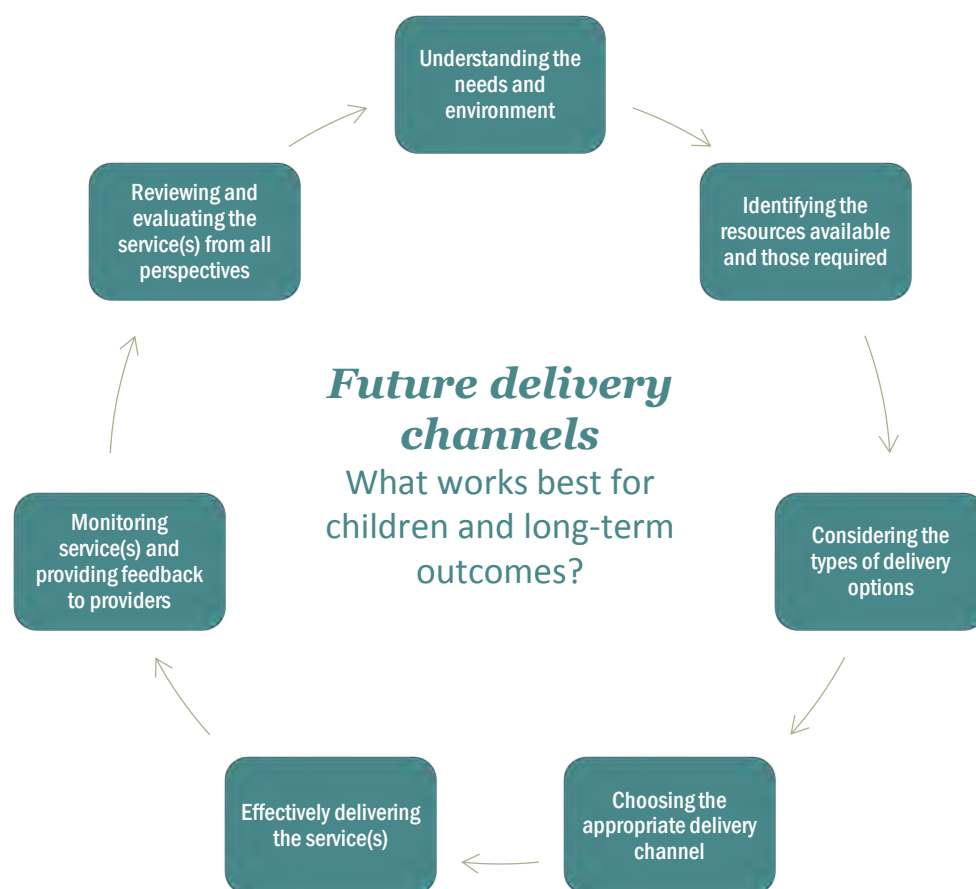 Understanding the
needs and
environment
Identifying the
resources available
and those required
Considering the
types of delivery
options
Choosing the
appropriate delivery
channel
Effectively delivering
the service(s)
Monitoring
service(s) and
providing feedback
to providers
Reviewing and
evaluating the
service(s) from all
perspectives
Future delivery
channels
What works best for
children and long-term
outcomes?